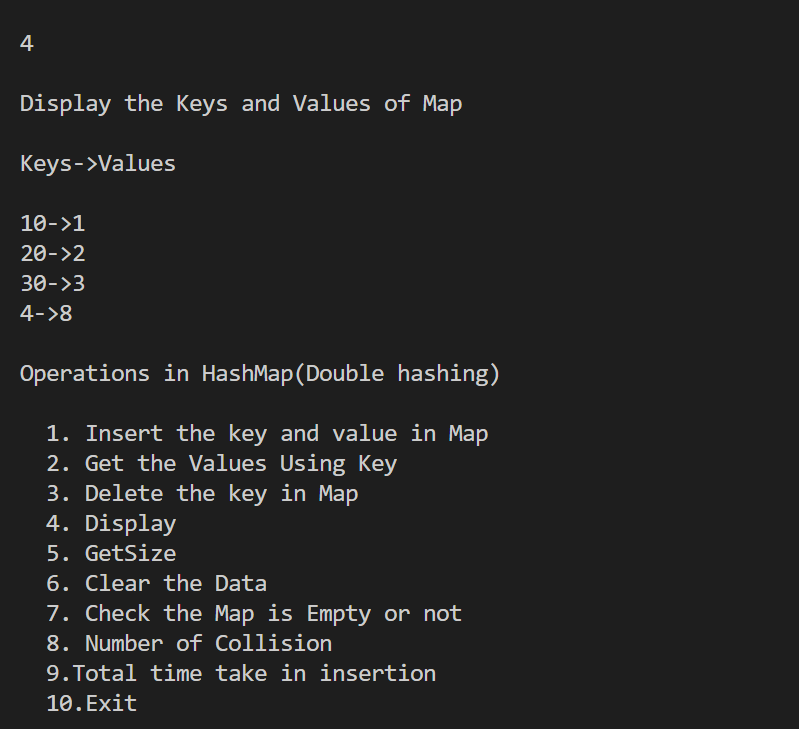 4
Display the Keys and Values of Map
Keys->Values
10->1
20->2
30->3
4->8
Operations in HashMap(Double hashing)
1. Insert the key and value in Map
2. Get the Values Using Key
3. Delete the key in Map
4. Display
5. GetSize
6. Clear the Data
7. Check the Map is Empty or not
8. Number of Collision
9.Total time take in insertion
10.Exit